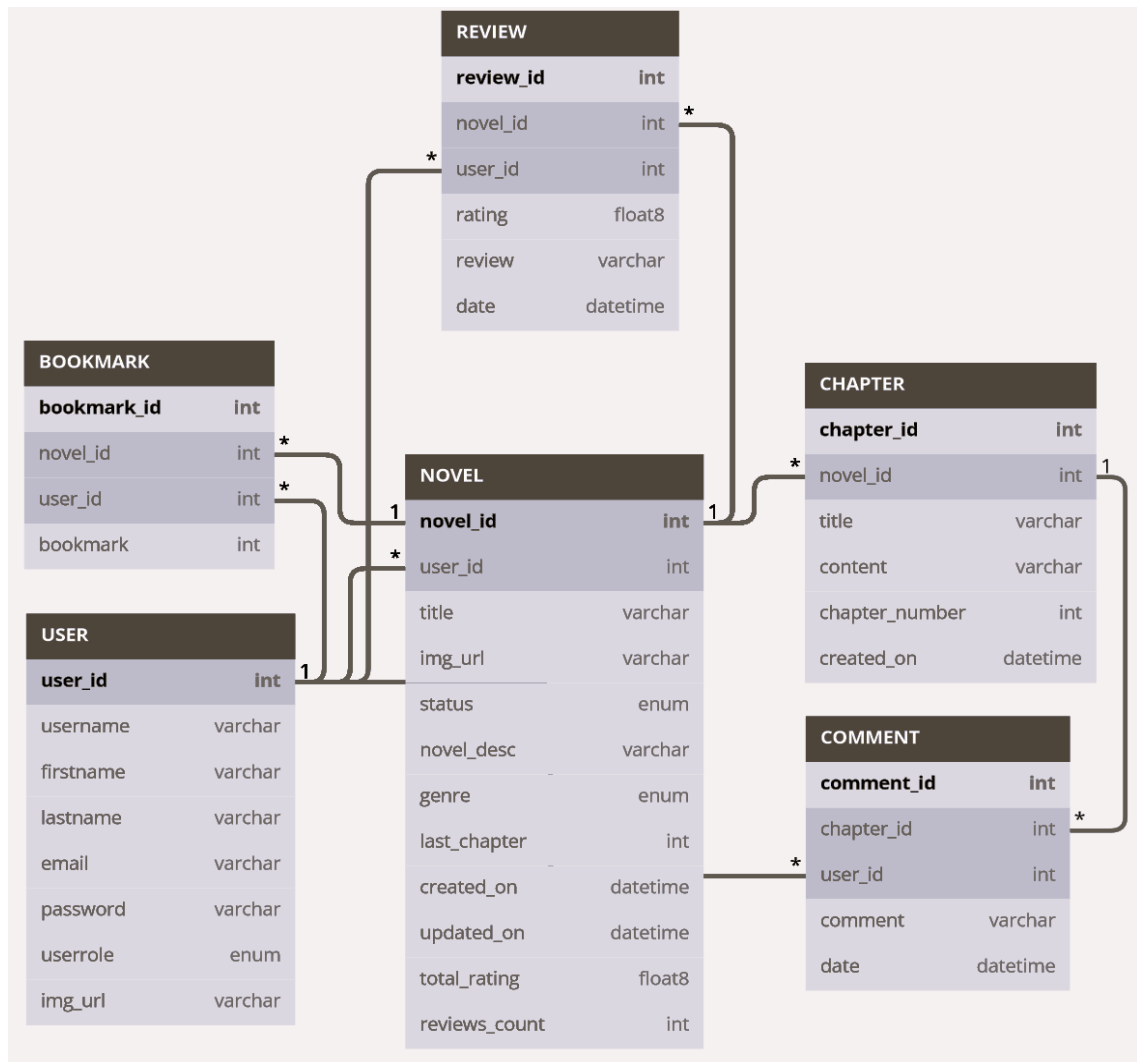 REVIEW
review_id int
novel_id int *
* user_id int
rating float8
review varchar
date datetime
BOOKMARK
bookmark_id int
novel_id int *
user_id int *
bookmark int
USER
user_id int 1
username varchar
firstname varchar
lastname varchar
email varchar
password varchar
userrole enum
img_url varchar
NOVEL
1 novel_id int 1
* user_id int
title varchar
img_url varchar
status enum
novel_desc varchar
genre enum
last_chapter int
created_on datetime
updated_on datetime
total_rating float8
reviews_count int
CHAPTER
chapter_id int
* novel_id int 1
title varchar
content varchar
chapter_number int
created_on datetime
COMMENT
comment_id int
chapter_id int *
* user_id int
comment varchar
date datetime